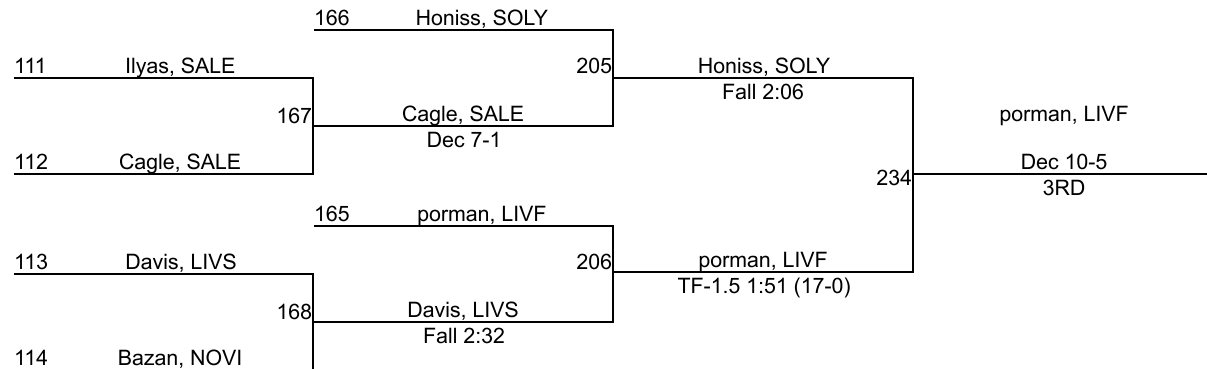 166 Honiss, SOLY
111 Ilyas, SALE
205 Honiss, SOLY
Fall 2:06
167 Cagle, SALE
Dec 7-1
porman, LIVF
112 Cagle, SALE
Dec 10-5
234
3RD
165 porman, LIVF
113 Davis, LIVS
206 porman, LIVF
TF-1.5 1:51 (17-0)
168 Davis, LIVS
Fall 2:32
114 Bazan, NOVI